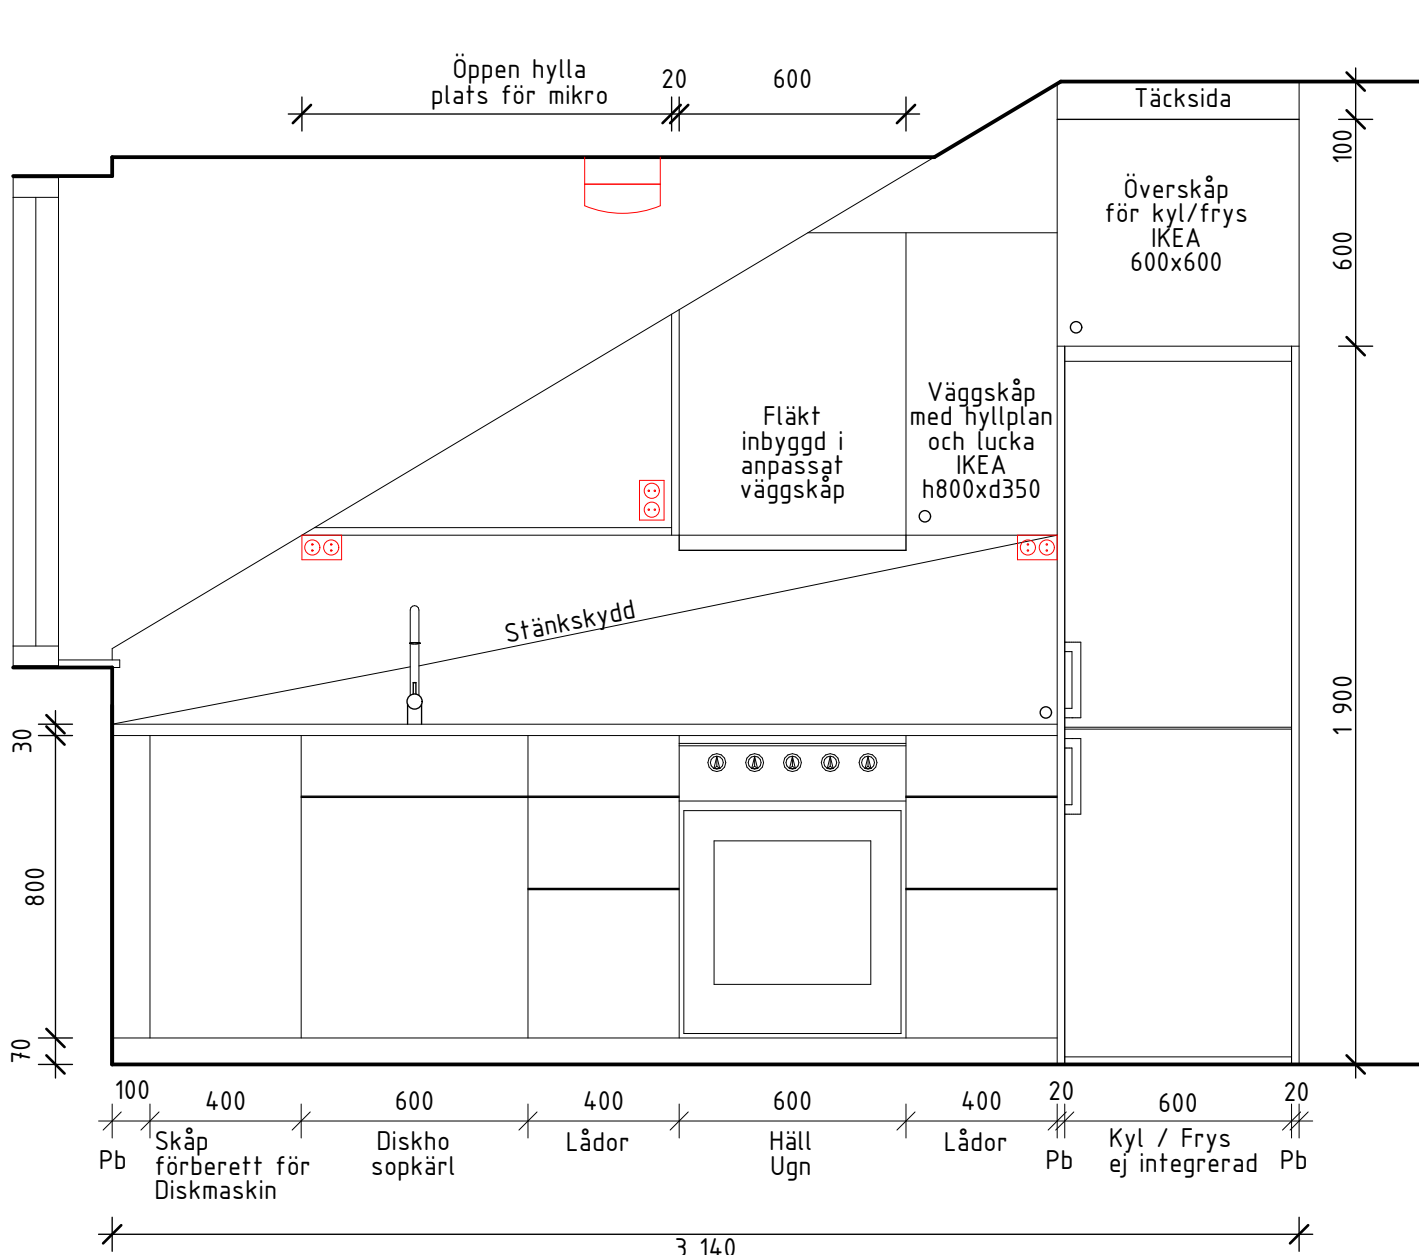 Öppen hylla
plats för mikro
20
600
Täcksida
100
Överskåp
för kyl/frys
IKEA
600x600
600
Väggskåp
med hyllplan
och lucka
IKEA
h800xd350
Fläkt
inbyggd i
anpassat
väggskåp
Stänkskydd
1 900
30
800
70
100
400
600
400
600
400
20
600
20
Pb
Skåp
förberett för
Diskmaskin
Diskho
sopkärl
Lådor
Häll
Ugn
Lådor
Pb
Kyl / Frys
ej integrerad
Pb
3 140